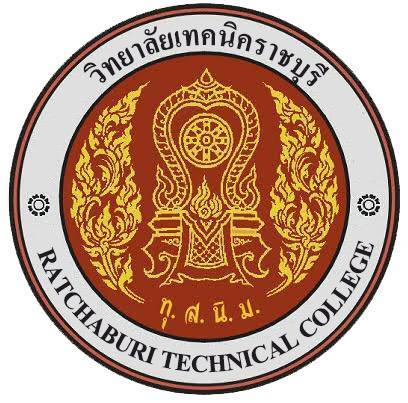 วิทยาลัยเทคนิคราชบุรี
ทุ. ส. นิ. ม.
RATCHABURI TECHNICAL COLLEGE